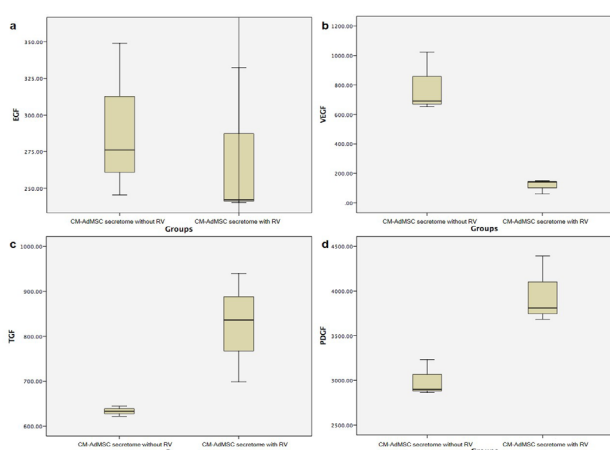 a
350.00
325.00
300.00
275.00
250.00
EGF
CM-AdMSC secretome without RV
CM-AdMSC secretome with RV
Groups
b
1200.00
1000.00
800.00
600.00
400.00
200.00
.00
VEGF
CM-AdMSC secretome without RV
CM-AdMSC secretome with RV
Groups
c
1000.00
900.00
800.00
700.00
600.00
TGF
CM-AdMSC secretome without RV
CM-AdMSC secretome with RV
d
4500.00
4000.00
3500.00
3000.00
2500.00
PDGF
CM-AdMSC secretome without RV
CM-AdMSC secretome with RV
Groups